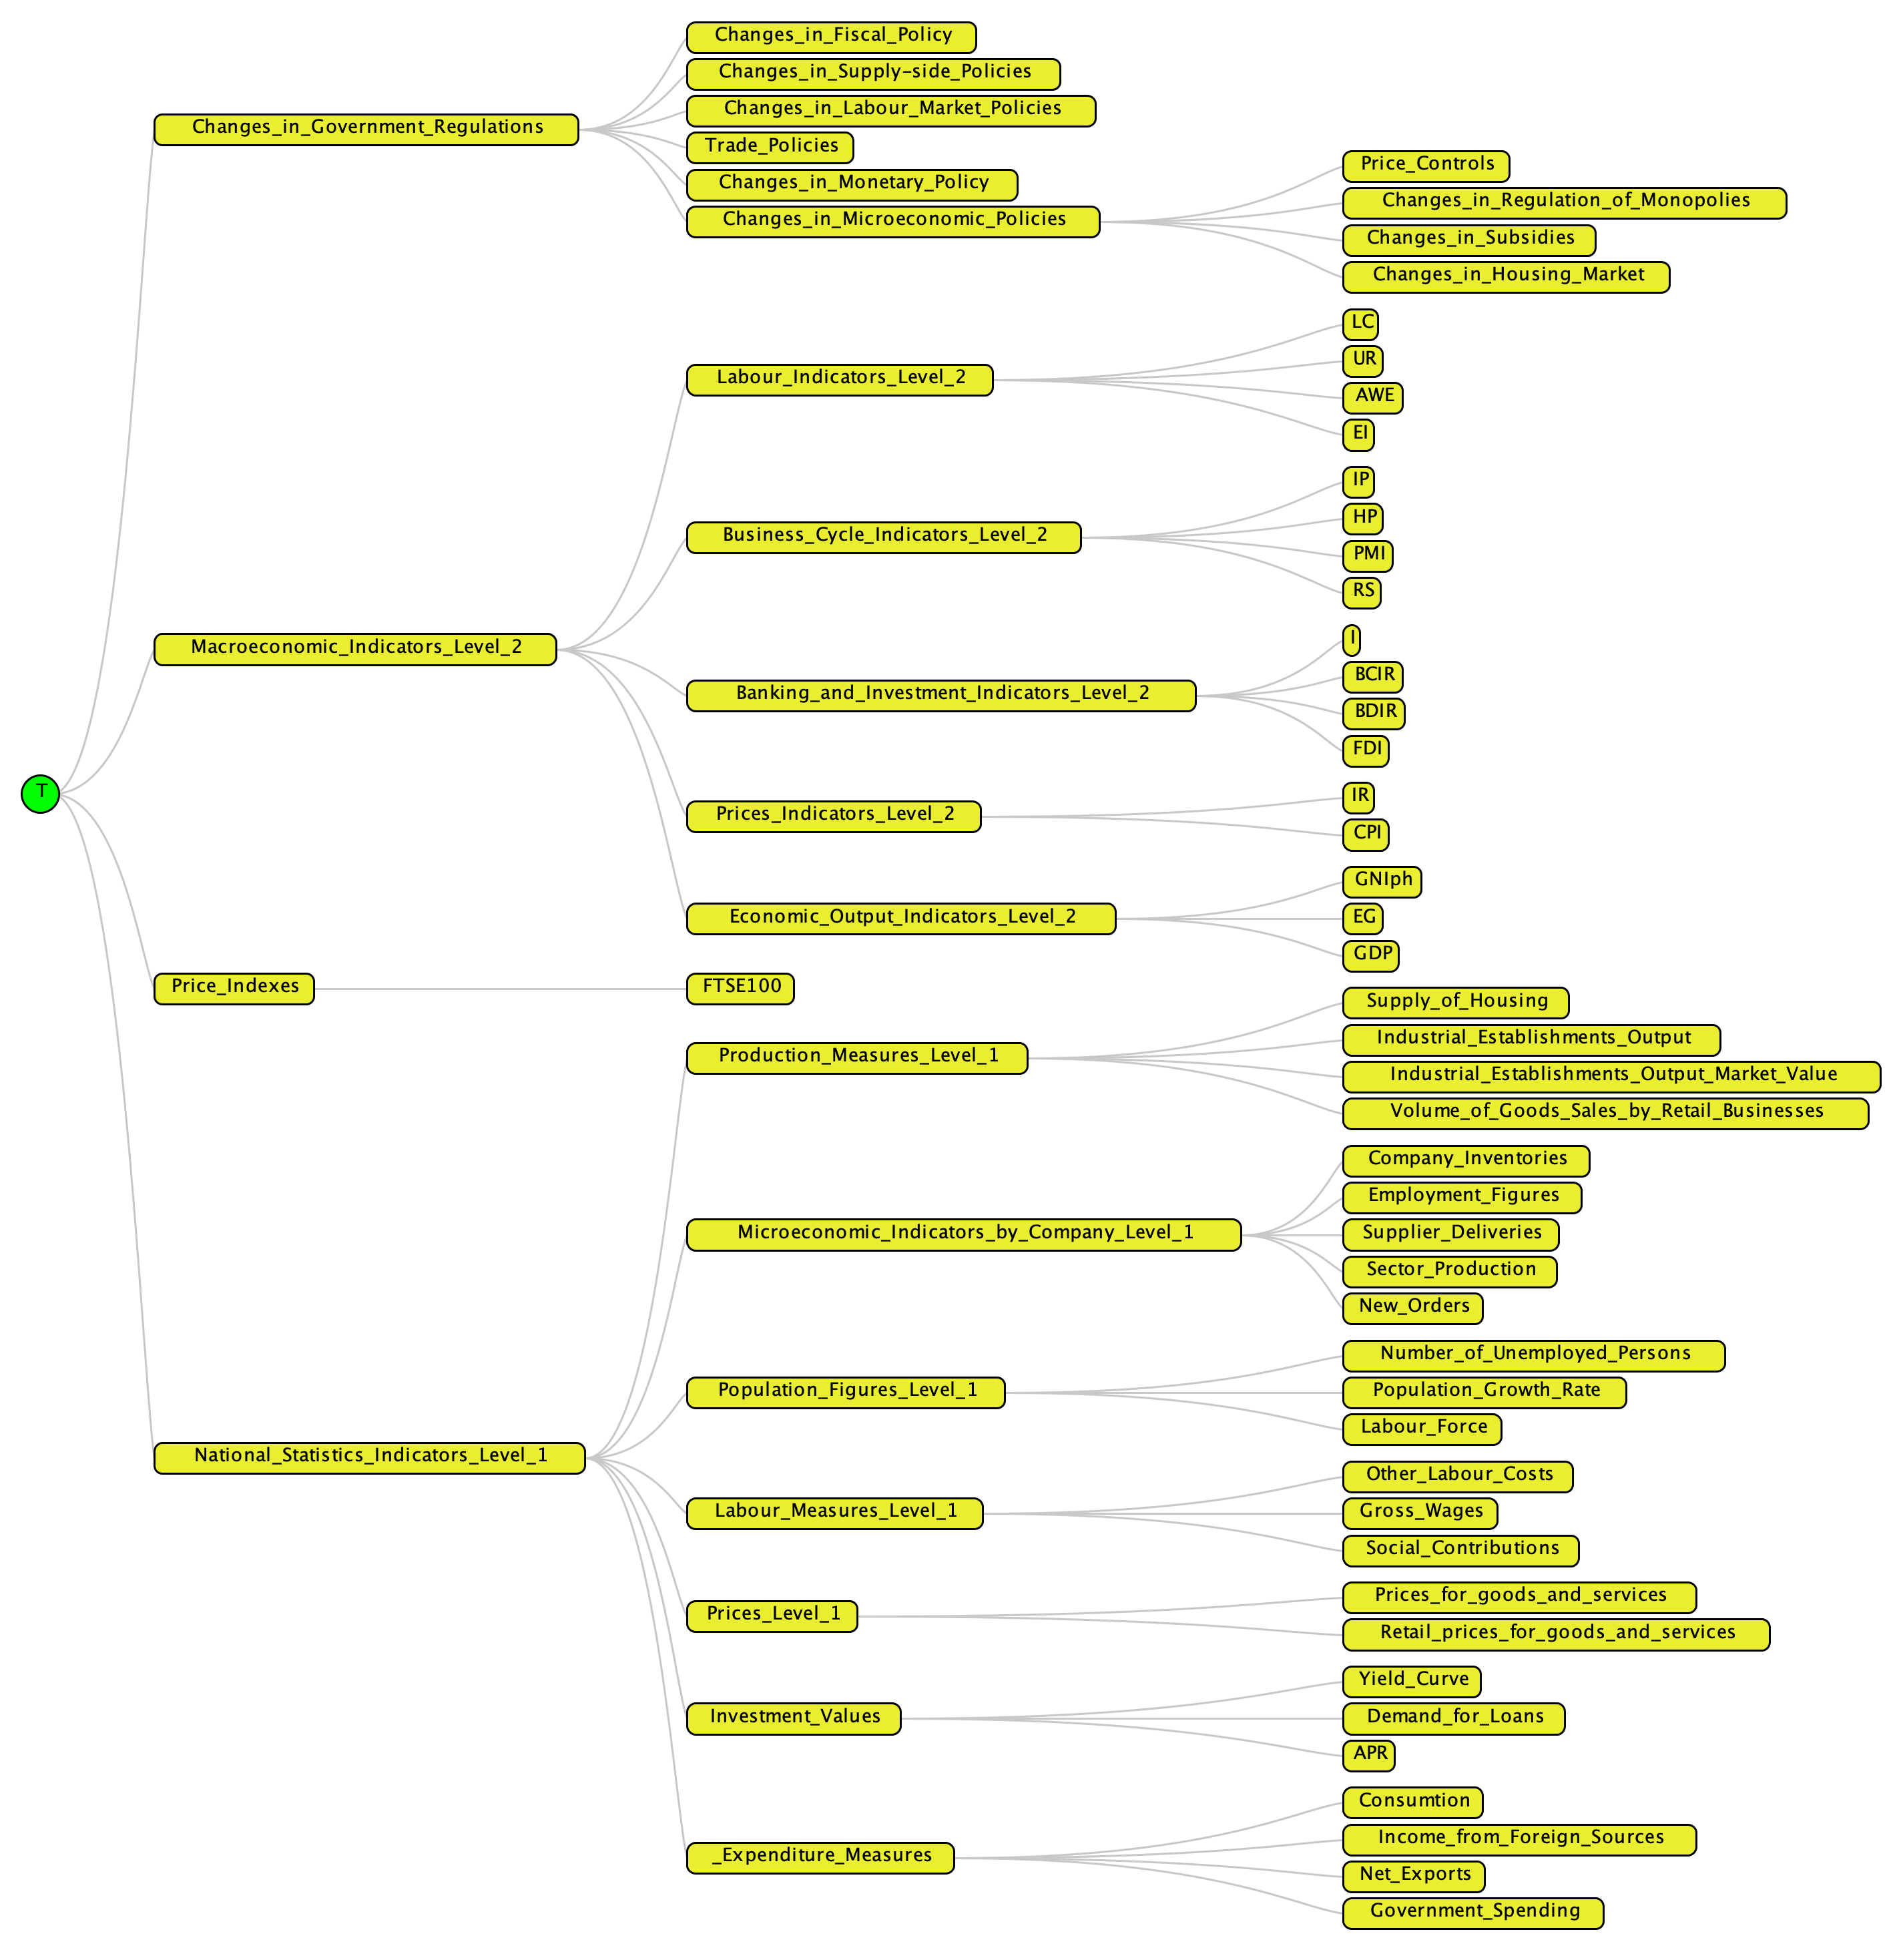 Changes_in_Fiscal_Policy
Changes_in_Supply-side_Policies
Changes_in_Labour_Market_Policies
Changes_in_Government_Regulations
Trade_Policies
Price_Controls
Changes_in_Monetary_Policy
Changes_in_Regulation_of_Monopolies
Changes_in_Microeconomic_Policies
Changes_in_Subsidies
Changes_in_Housing_Market
LC
UR
Labour_Indicators_Level_2
AWE
EI
IP
HP
Business_Cycle_Indicators_Level_2
PMI
RS
Macroeconomic_Indicators_Level_2
I
BCIR
Banking_and_Investment_Indicators_Level_2
BDIR
FDI
T
IR
Prices_Indicators_Level_2
CPI
GNIph
Economic_Output_Indicators_Level_2
EG
GDP
Price_Indexes
FTSE100
Supply_of_Housing
Industrial_Establishments_Output
Production_Measures_Level_1
Industrial_Establishments_Output_Market_Value
Volume_of_Goods_Sales_by_Retail_Businesses
Company_Inventories
Employment_Figures
Microeconomic_Indicators_by_Company_Level_1
Supplier_Deliveries
Sector_Production
New_Orders
Number_of_Unemployed_Persons
Population_Figures_Level_1
Population_Growth_Rate
Labour_Force
National_Statistics_Indicators_Level_1
Other_Labour_Costs
Labour_Measures_Level_1
Gross_Wages
Social_Contributions
Prices_for_goods_and_services
Prices_Level_1
Retail_prices_for_goods_and_services
Yield_Curve
Investment_Values
Demand_for_Loans
APR
Consumtion
Income_from_Foreign_Sources
_Expenditure_Measures
Net_Exports
Government_Spending